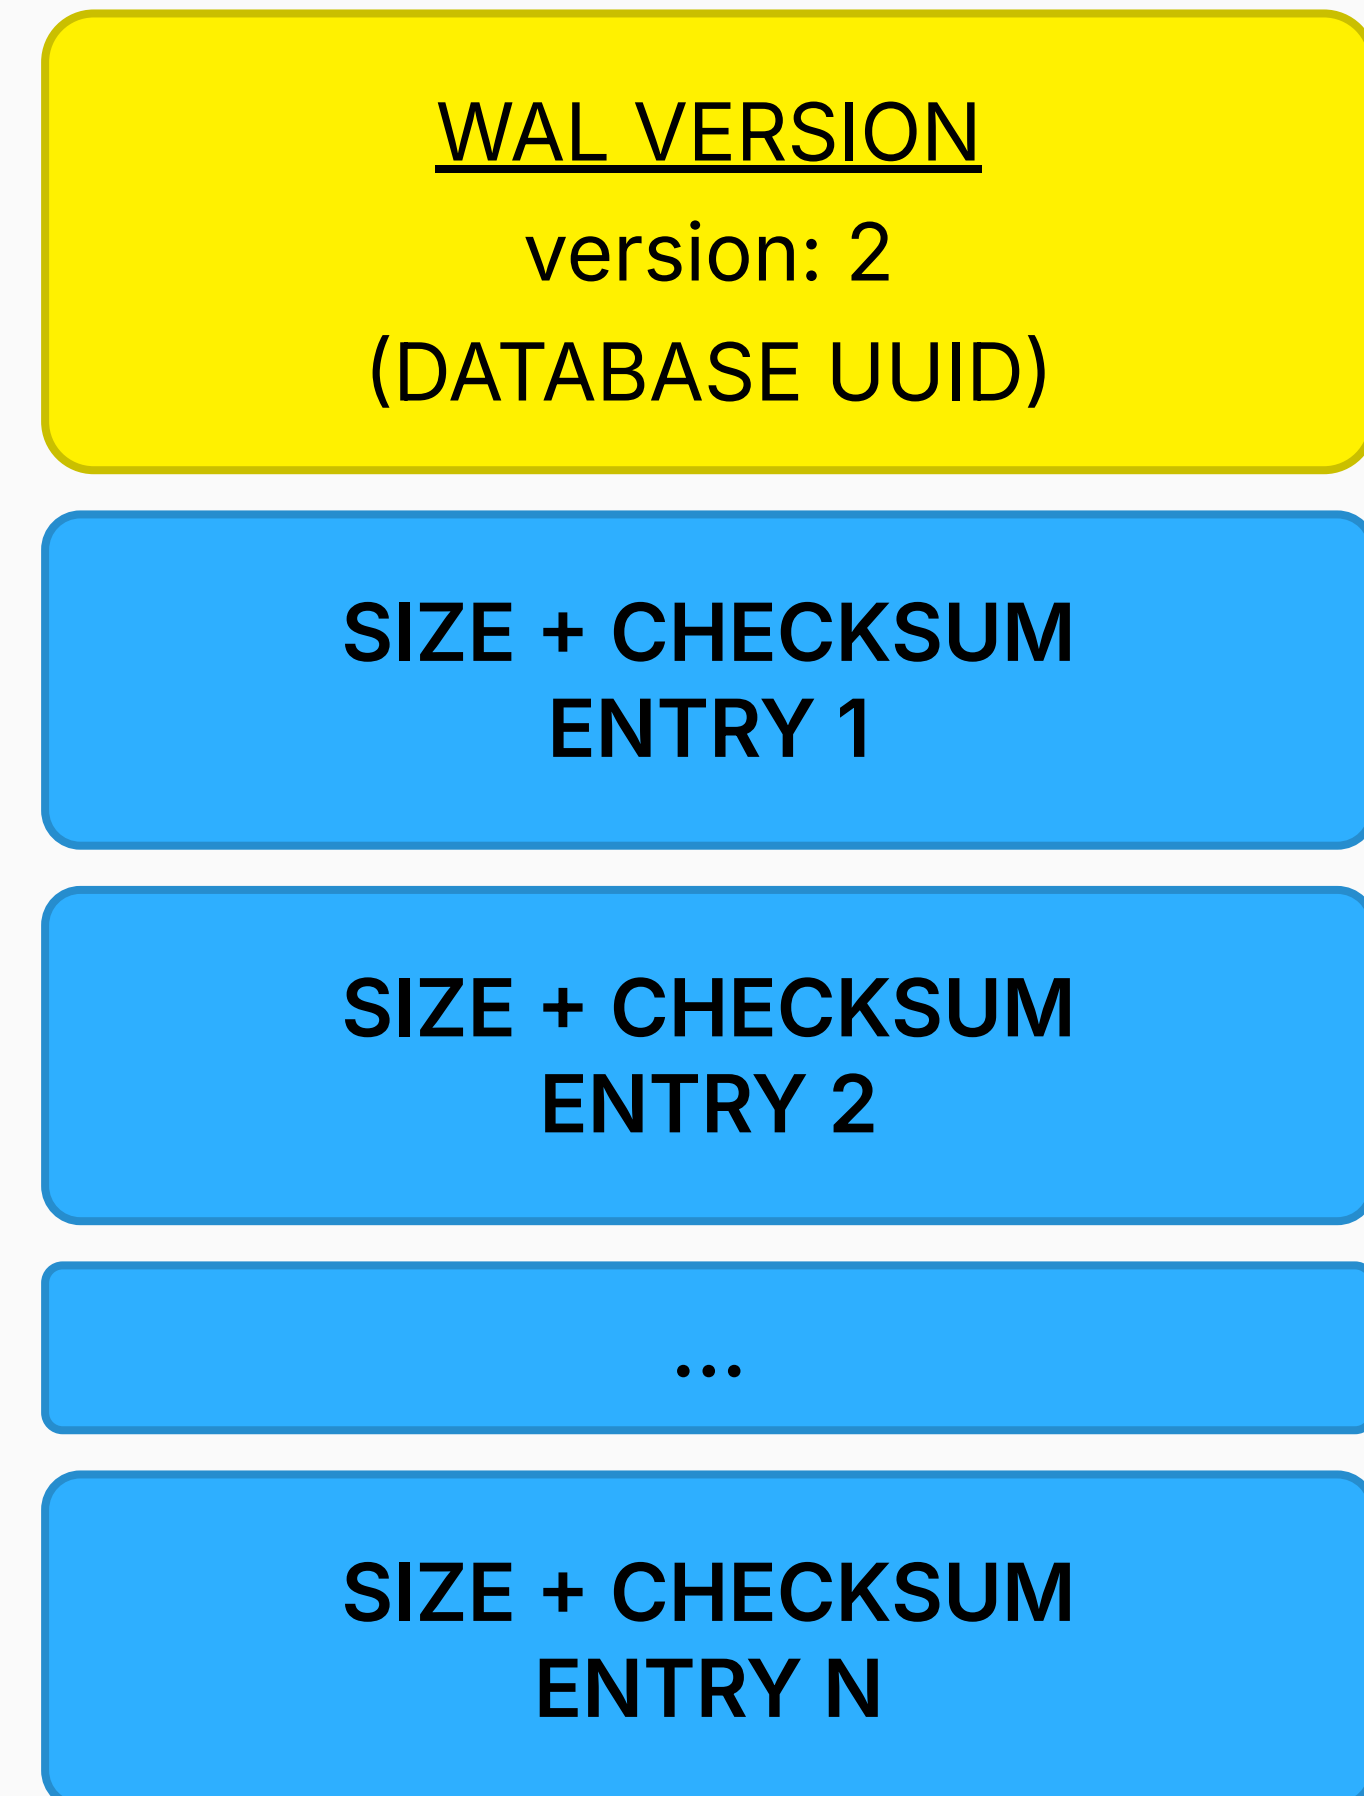 WAL VERSION
version: 2
(DATABASE UUID)
SIZE + CHECKSUM
ENTRY 1
SIZE + CHECKSUM
ENTRY 2
...
SIZE + CHECKSUM
ENTRY N